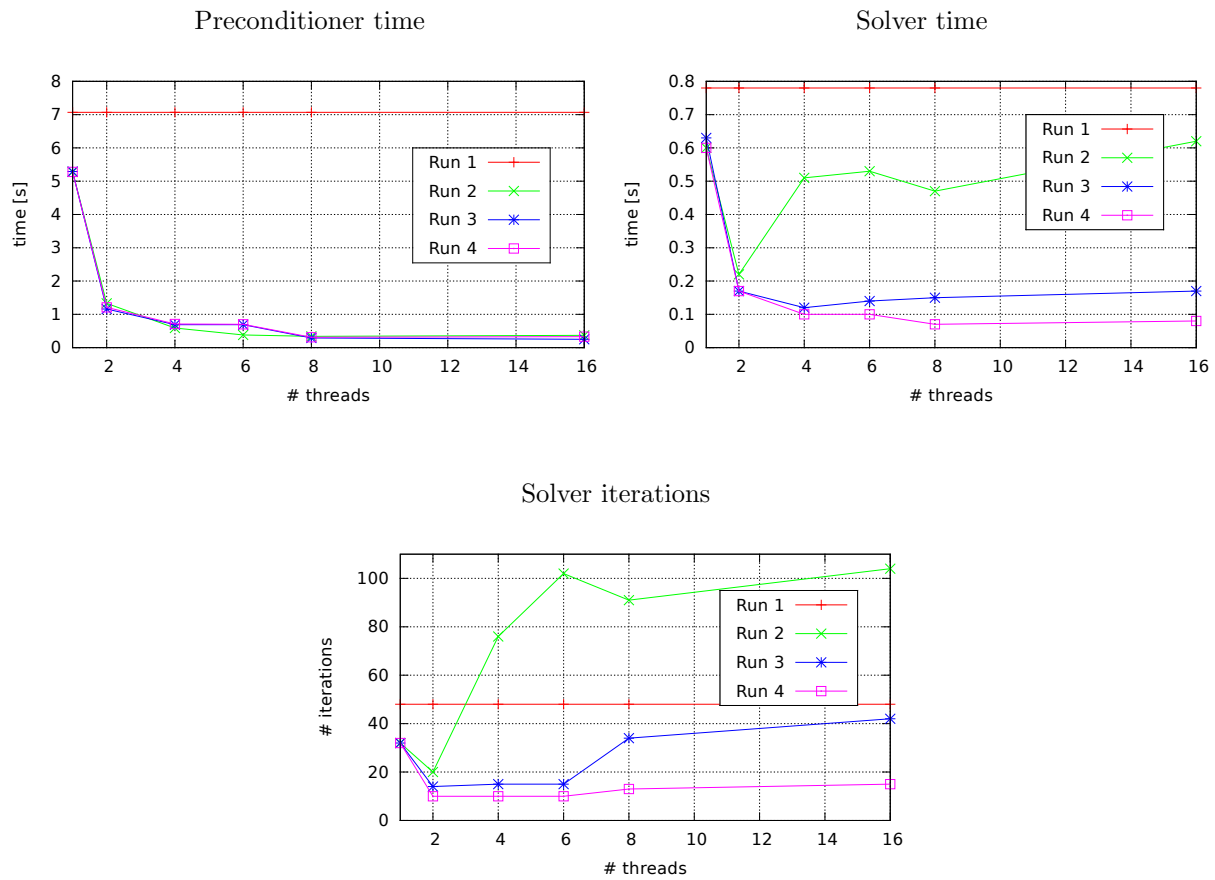 Preconditioner time
8
7
6
5
4
3
2
1
0
time [s]
2 4 6 8 10 12 14 16
# threads
Run 1
Run 2
Run 3
Run 4
Solver time
0.8
0.7
0.6
0.5
0.4
0.3
0.2
0.1
0
time [s]
2 4 6 8 10 12 14 16
# threads
Run 1
Run 2
Run 3
Run 4
Solver iterations
100
80
60
40
20
0
# iterations
2 4 6 8 10 12 14 16
# threads
Run 1
Run 2
Run 3
Run 4